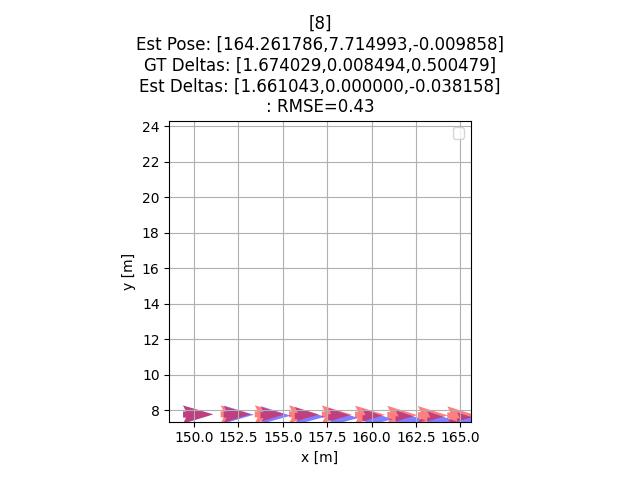 [8]
Est Pose: [164.261786,7.714993,-0.009858]
GT Deltas: [1.674029,0.008494,0.500479]
Est Deltas: [1.661043,0.000000,-0.038158]
: RMSE=0.43
24
22
20
18
16
14
12
10
8
y [m]
150.0 152.5 155.0 157.5 160.0 162.5 165.0
x [m]